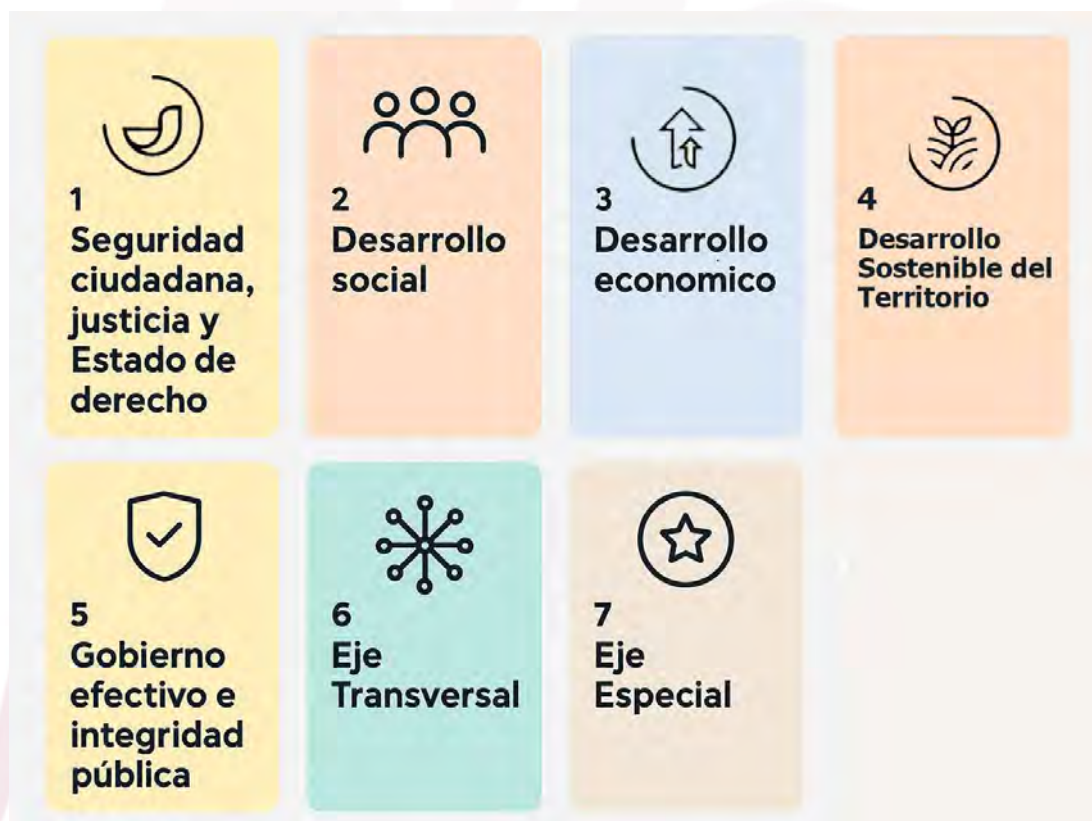 1
Seguridad
ciudadana,
justicia y
Estado de
derecho
2
Desarrollo
social
3
Desarrollo
economico
4
Desarrollo
Sostenible del
Territorio
5
Gobierno
efectivo e
integridad
pública
6
Eje
Transversal
7
Eje
Especial